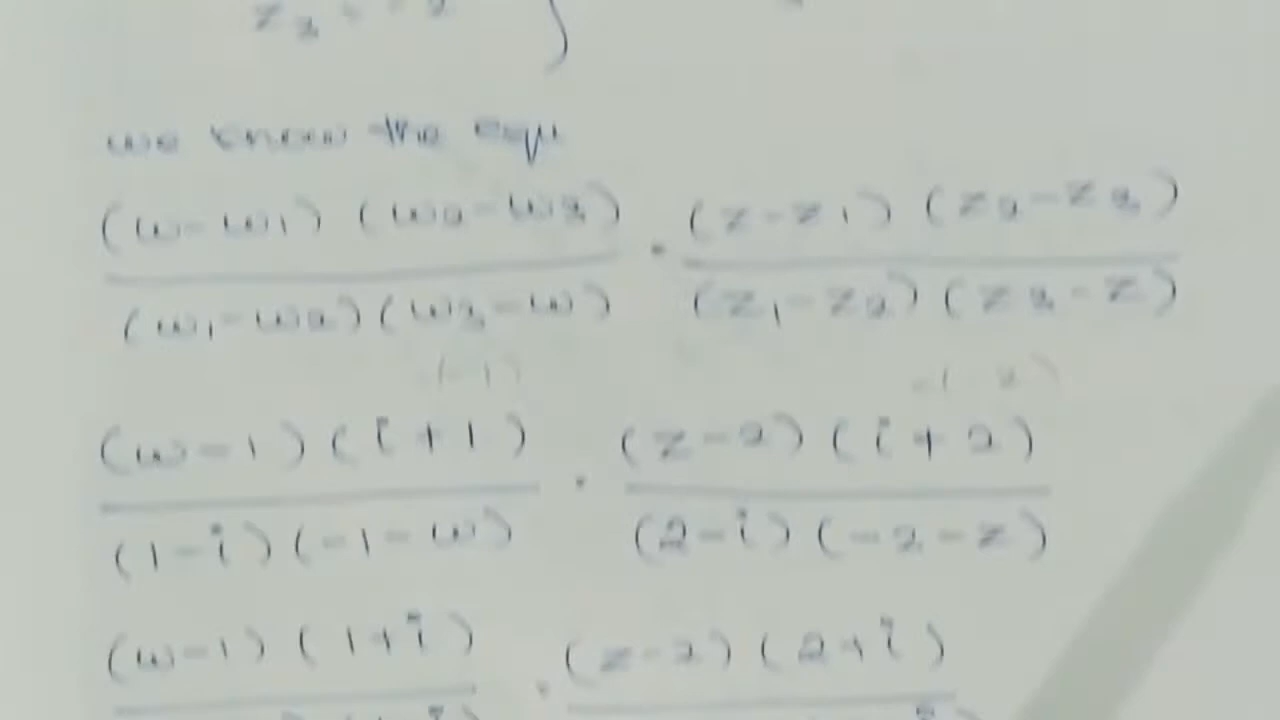 we know the equ
(w-w1) (w2-w3) / (w1-w2) (w3-w) . (z-z1) (z2-z3) / (z1-z2) (z3-z)
(w-1) (i+1) / (1-i) (-1-w) . (z-2) (i+2) / (2-i) (-2-z)
(w-1) (1+i) . (z-2) (2+i)